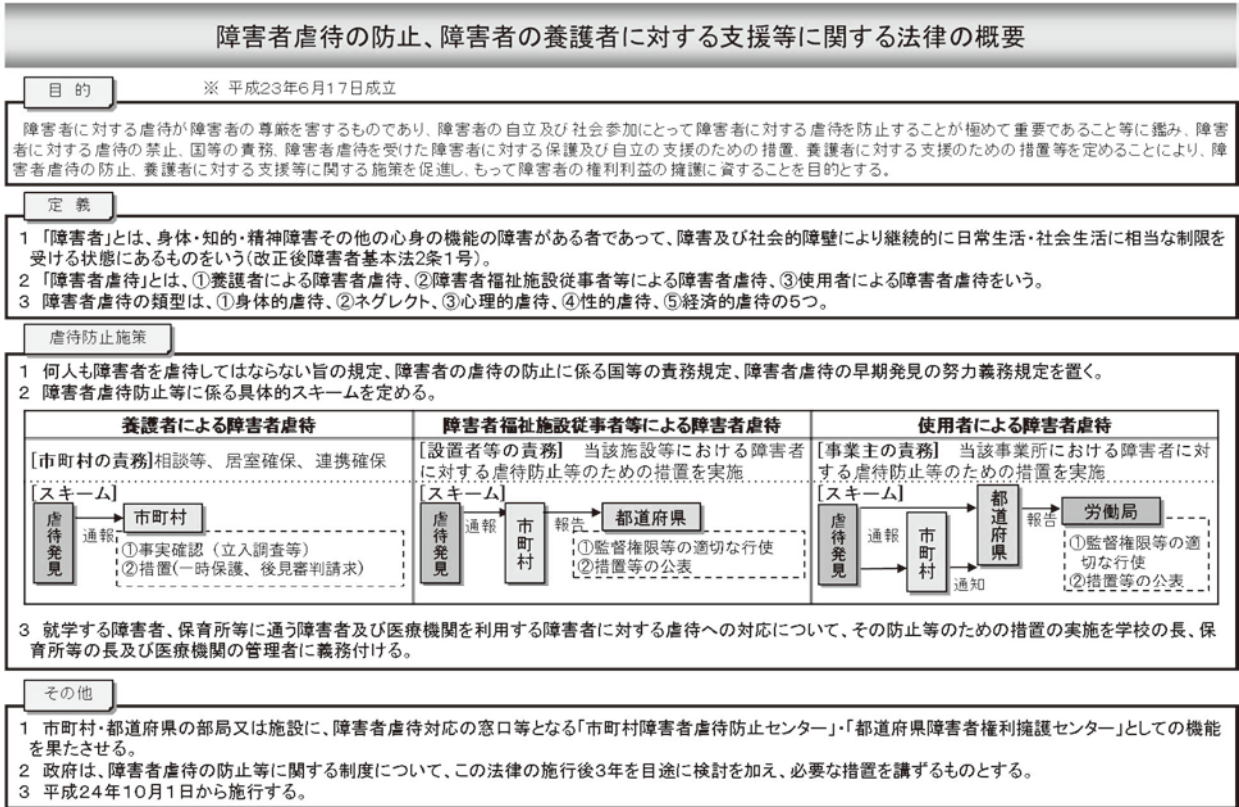 障害者虐待の防止、障害者の養護者に対する支援等に関する法律の概要
目 的
※ 平成23年6月17日成立
障害者に対する虐待が障害者の尊厳を害するものであり、障害者の自立及び社会参加にとって障害者に対する虐待を防止することが極めて重要であること等に鑑み、障害
者に対する虐待の禁止、国等の責務、障害者虐待を受けた障害者に対する保護及び自立の支援のための措置、養護者に対する支援のための措置等を定めることにより、障
害者虐待の防止、養護者に対する支援等に関する施策を促進し、もって障害者の権利利益の擁護に資することを目的とする。
定 義
1 「障害者」とは、身体・知的・精神障害その他の心身の機能の障害がある者であって、障害及び社会的障壁により継続的に日常生活・社会生活に相当な制限を
受ける状態にあるものをいう(改正後障害者基本法2条1号)。
2 「障害者虐待」とは、①養護者による障害者虐待、②障害者福祉施設従事者等による障害者虐待、③使用者による障害者虐待をいう。
3 障害者虐待の類型は、①身体的虐待、②ネグレクト、③心理的虐待、④性的虐待、⑤経済的虐待の5つ。
虐待防止施策
1 何人も障害者を虐待してはならない旨の規定、障害者の虐待の防止に係る国等の責務規定、障害者虐待の早期発見の努力義務規定を置く。
2 障害者虐待防止等に係る具体的スキームを定める。
養護者による障害者虐待
[市町村の責務]相談等、居室確保、連携確保
[スキーム]
虐待発見
通報
市町村
①事実確認(立入調査等)
②措置(一時保護、後見審判請求)
障害者福祉施設従事者等による障害者虐待
[設置者等の責務] 当該施設等における障害者
に対する虐待防止等のための措置を実施
[スキーム]
虐待発見
通報
市町村
報告
都道府県
①監督権限等の適切な行使
②措置等の公表
使用者による障害者虐待
[事業主の責務] 当該事業所における障害者に対
する虐待防止等のための措置を実施
[スキーム]
虐待発見
通報
市町村
通知
都道府県
報告
労働局
①監督権限等の適
切な行使
②措置等の公表
3 就学する障害者、保育所等に通う障害者及び医療機関を利用する障害者に対する虐待への対応について、その防止等のための措置の実施を学校の長、保
育所等の長及び医療機関の管理者に義務付ける。
その他
1 市町村・都道府県の部局又は施設に、障害者虐待対応の窓口等となる「市町村障害者虐待防止センター」・「都道府県障害者権利擁護センター」としての機能
を果たさせる。
2 政府は、障害者虐待の防止等に関する制度について、この法律の施行後3年を目途に検討を加え、必要な措置を講ずるものとする。
3 平成24年10月1日から施行する。